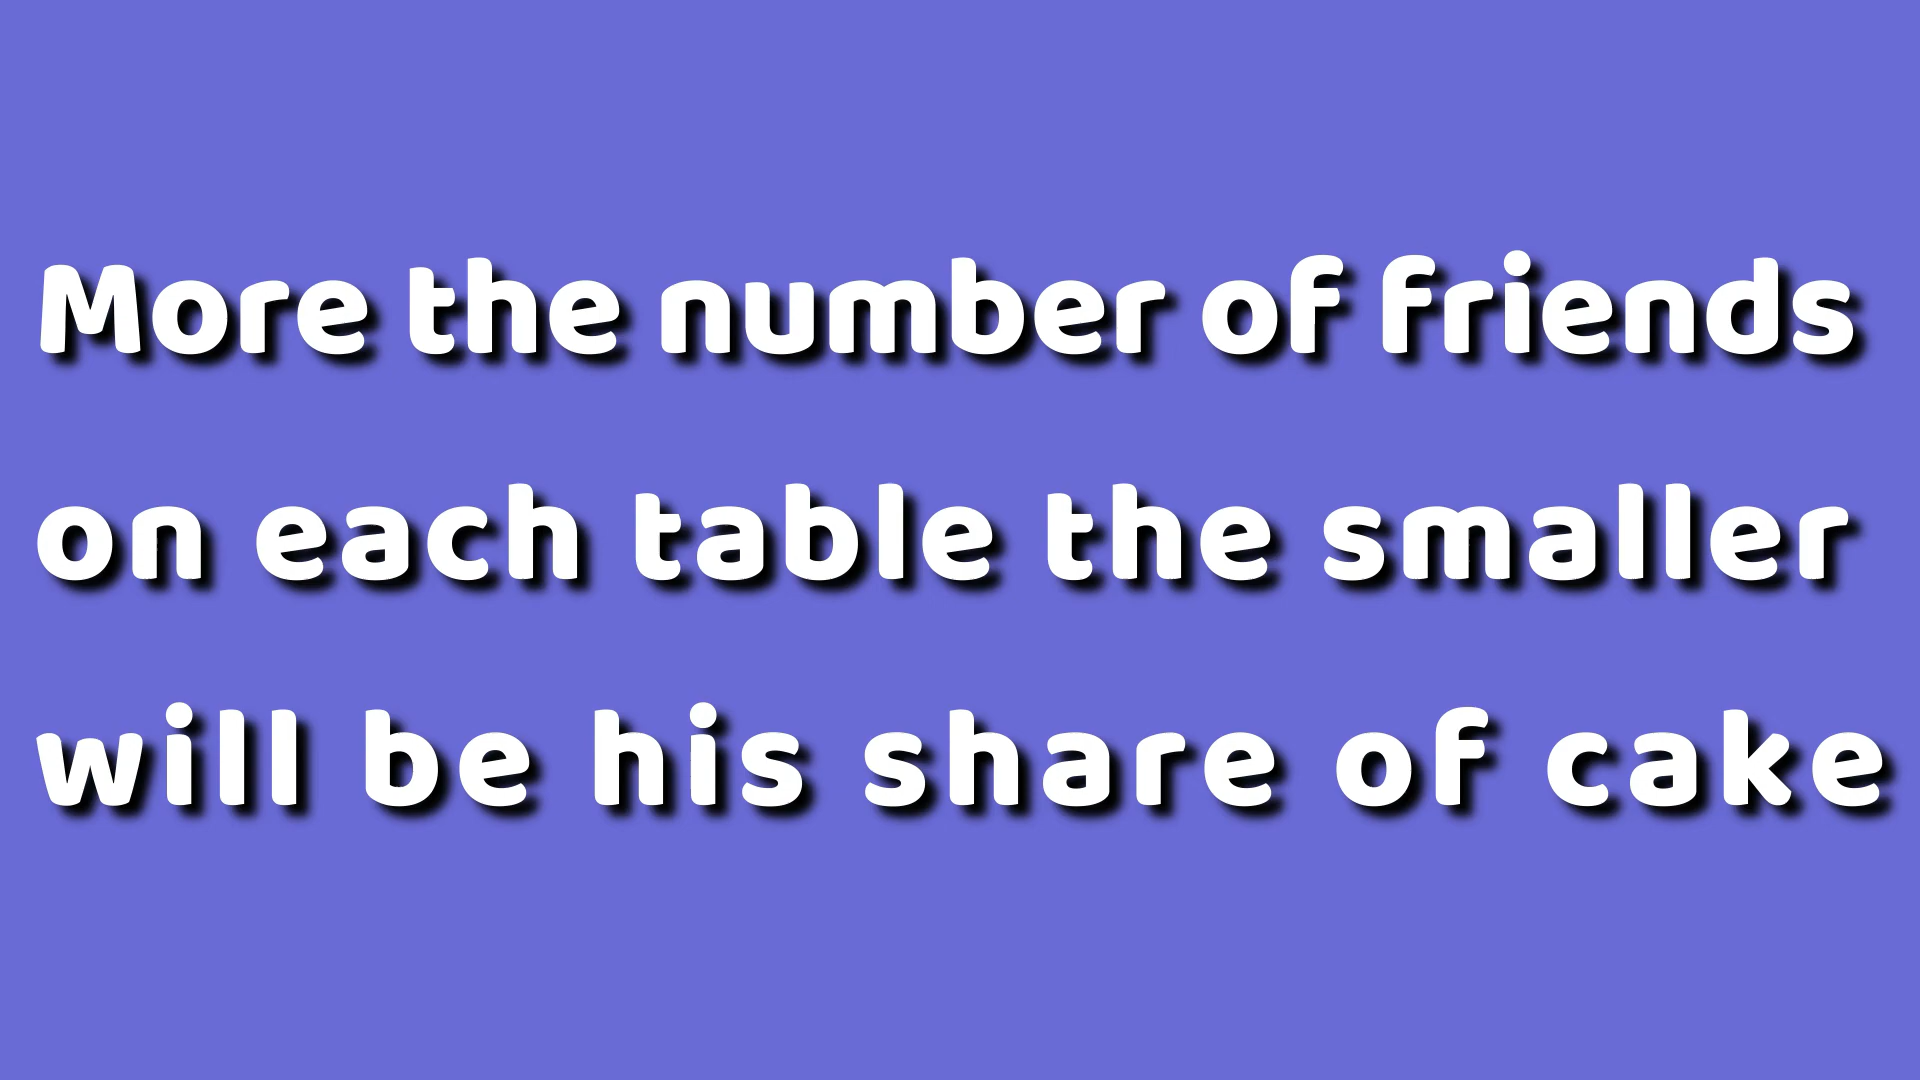 More the number of friends
on each table the smaller
will be his share of cake